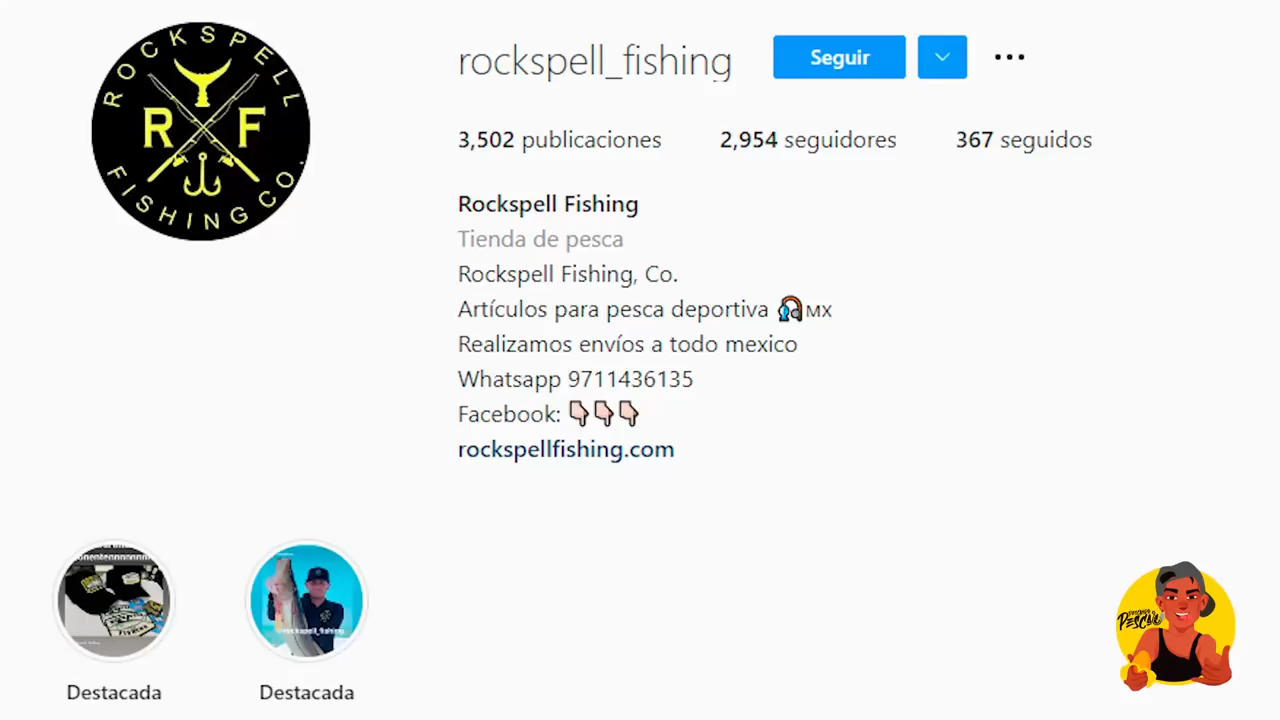 ROCKSPELL
R F
FISHING CO.
rockspell_fishing
Seguir
3,502 publicaciones 2,954 seguidores 367 seguidos
Rockspell Fishing
Tienda de pesca
Rockspell Fishing, Co.
Artículos para pesca deportiva 🎣MX
Realizamos envíos a todo mexico
Whatsapp 9711436135
Facebook: 👇🏻👇🏻👇🏻
rockspellfishing.com
@rockspell_fishing
Destacada Destacada